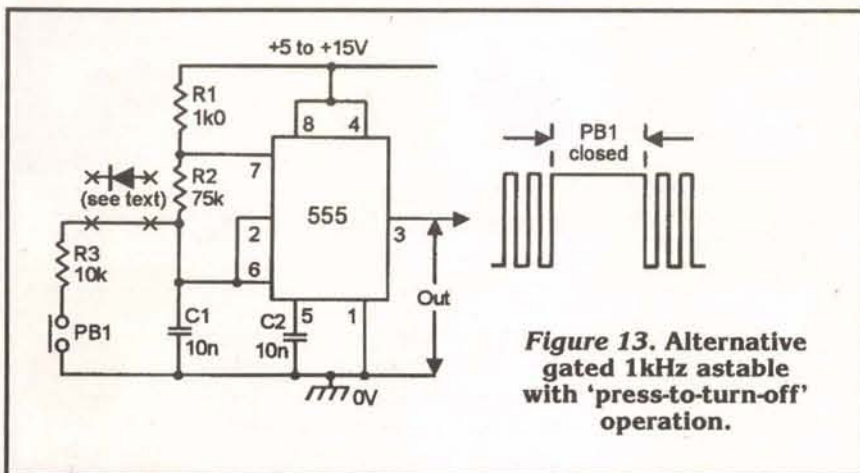 +5 to +15V
R1
1k0
8
4
PB1
closed
7
R2
75k
(see text)
555
2
3
6
R3
10k
Out
C1
10n
C2
10n
5
1
PB1
0V
Figure 13. Alternative
gated 1kHz astable
with 'press-to-turn-off'
operation.